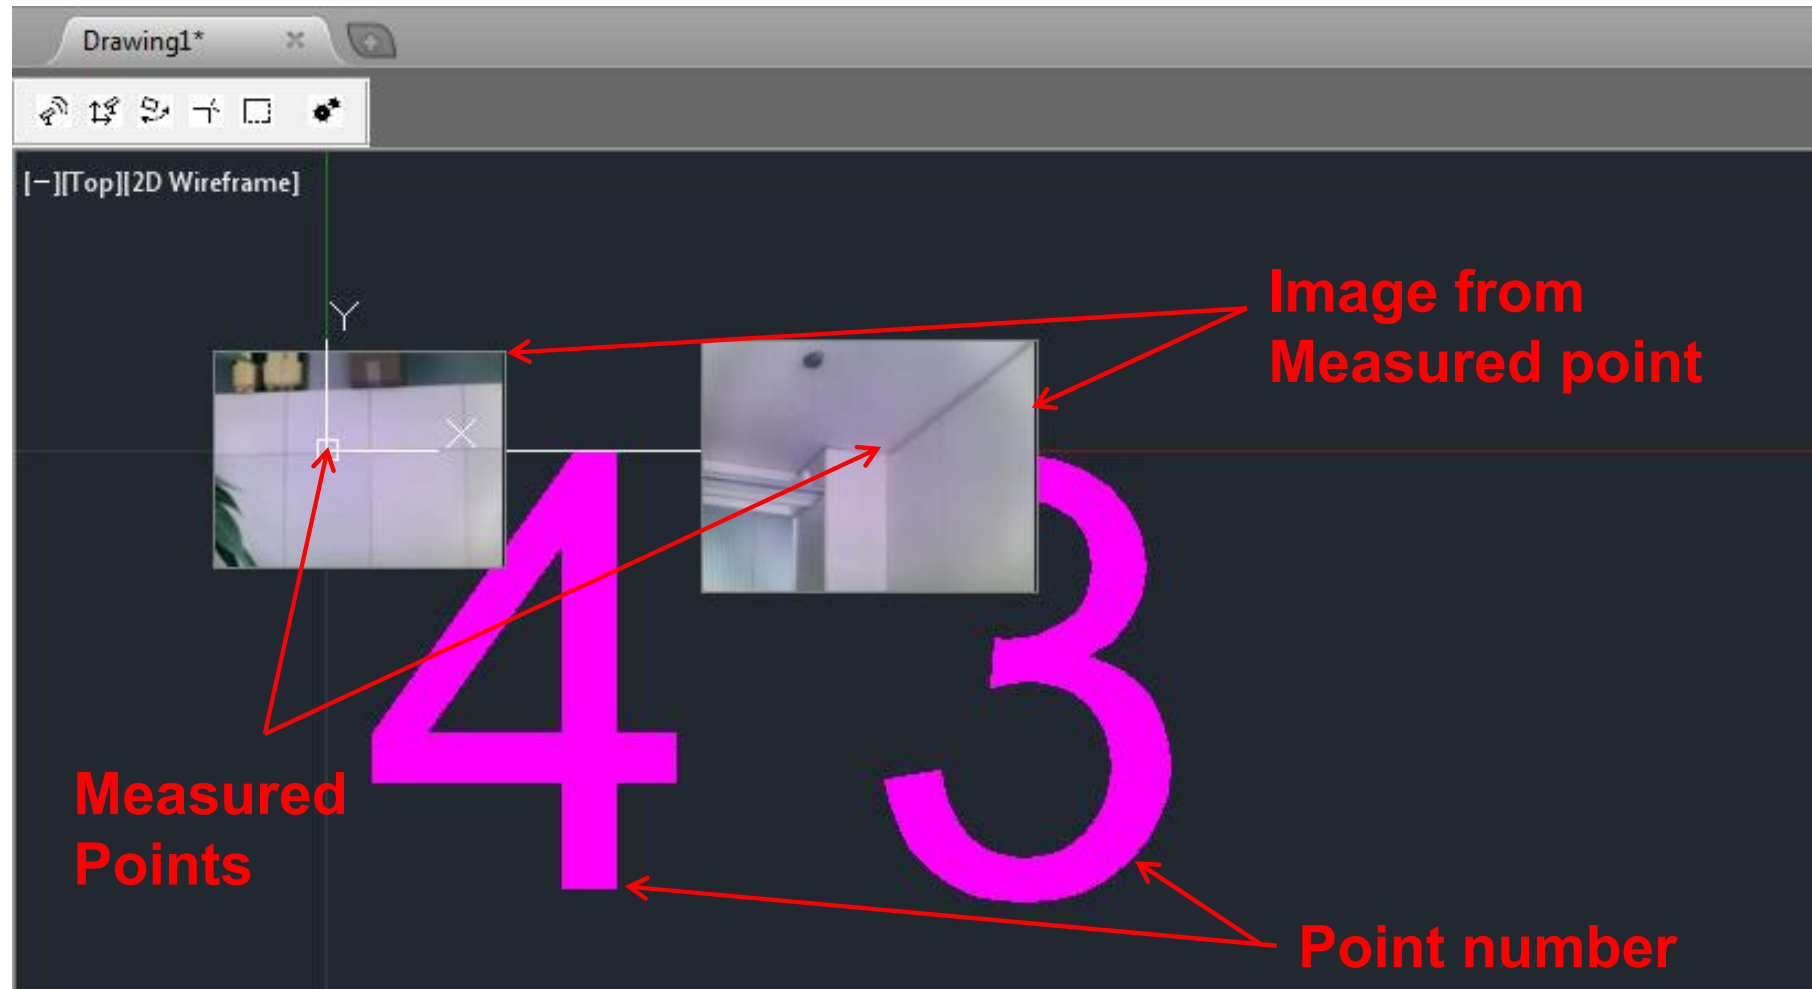 Drawing1*
[−][Top][2D Wireframe]
Y
Image from
Measured point
X
4 3
Measured
Points
Point number